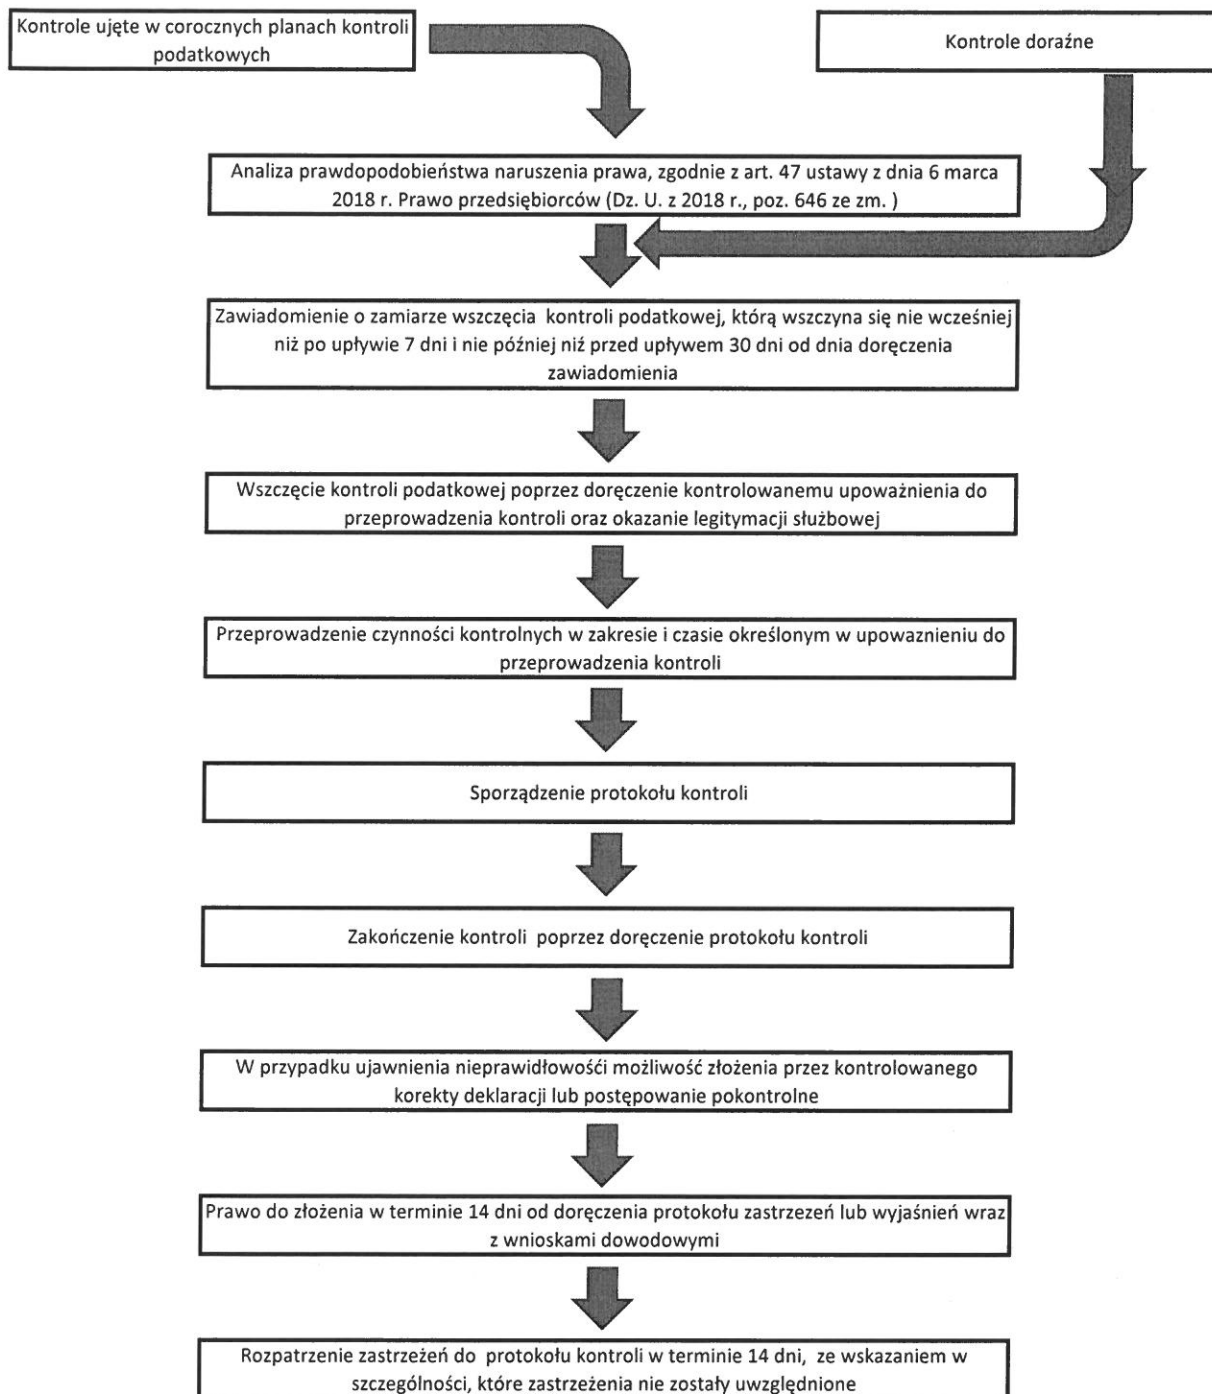 Kontrole ujęte w corocznych planach kontroli
podatkowych
Kontrole doraźne
Analiza prawdopodobieństwa naruszenia prawa, zgodnie z art. 47 ustawy z dnia 6 marca
2018 r. Prawo przedsiębiorców (Dz. U. z 2018 r., poz. 646 ze zm. )
Zawiadomienie o zamiarze wszczęcia kontroli podatkowej, którą wszczyna się nie wcześniej
niż po upływie 7 dni i nie później niż przed upływem 30 dni od dnia doręczenia
zawiadomienia
Wszczęcie kontroli podatkowej poprzez doręczenie kontrolowanemu upoważnienia do
przeprowadzenia kontroli oraz okazanie legitymacji służbowej
Przeprowadzenie czynności kontrolnych w zakresie i czasie określonym w upowaznieniu do
przeprowadzenia kontroli
Sporządzenie protokołu kontroli
Zakończenie kontroli poprzez doręczenie protokołu kontroli
W przypadku ujawnienia nieprawidłowośći możliwość złożenia przez kontrolowanego
korekty deklaracji lub postępowanie pokontrolne
Prawo do złożenia w terminie 14 dni od doręczenia protokołu zastrzezeń lub wyjaśnień wraz
z wnioskami dowodowymi
Rozpatrzenie zastrzeżeń do protokołu kontroli w terminie 14 dni, ze wskazaniem w
szczególności, które zastrzeżenia nie zostały uwzględnione